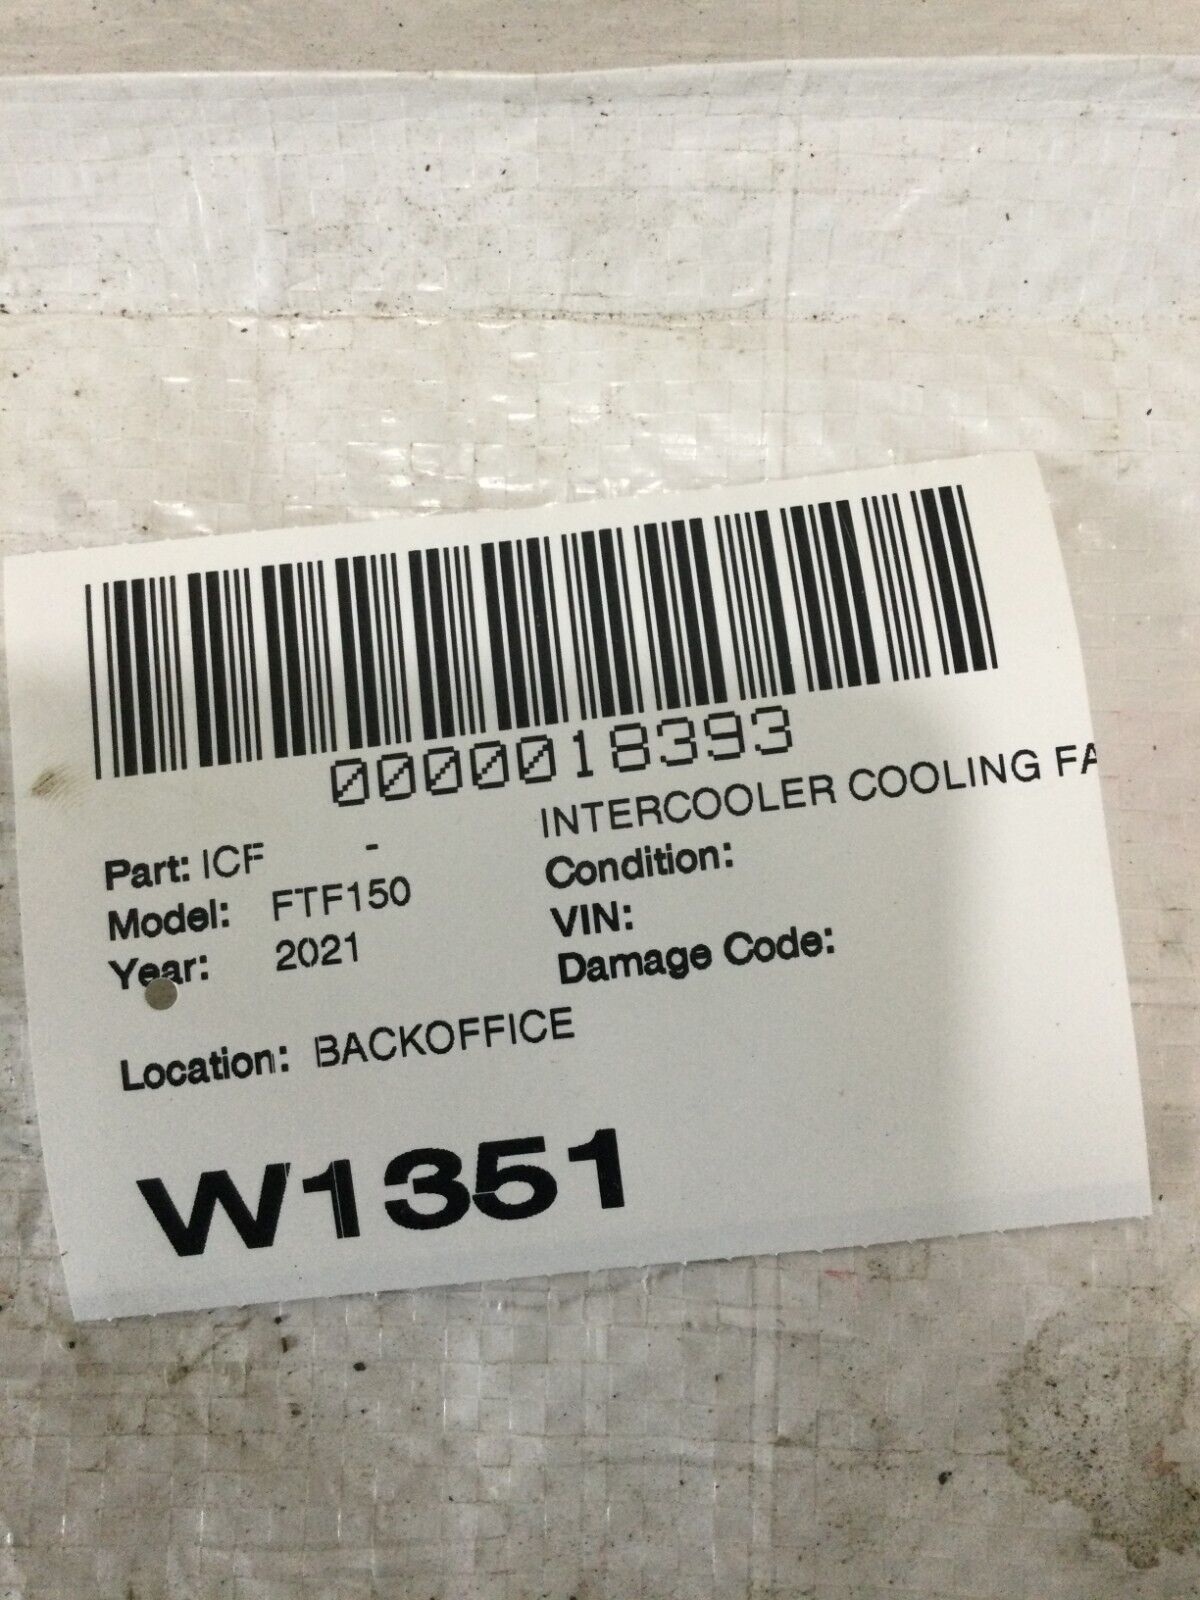 0000018393
Part: ICF - INTERCOOLER COOLING FA
Model: FTF150 Condition:
Year: 2021 VIN:
Damage Code:
Location: BACKOFFICE
W1351